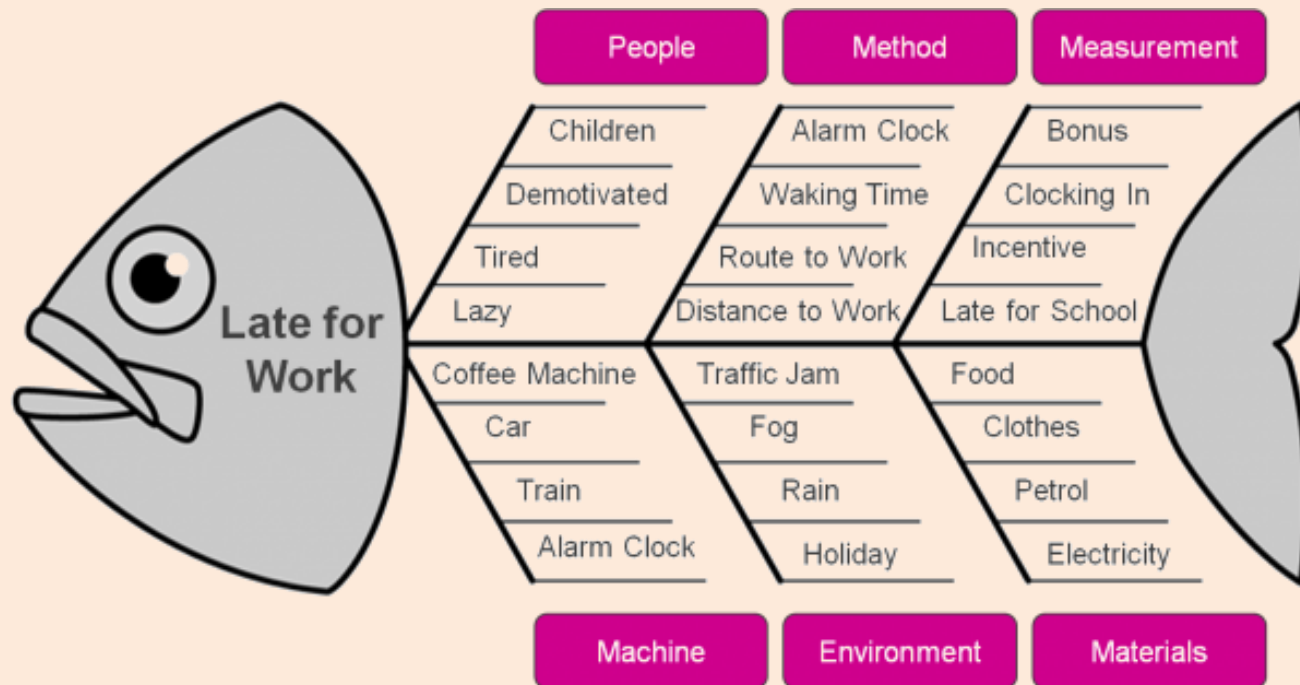 People
Method
Measurement
Children
Alarm Clock
Bonus
Demotivated
Waking Time
Clocking In
Tired
Route to Work
Incentive
Lazy
Distance to Work
Late for School
Late for
Work
Coffee Machine
Traffic Jam
Food
Car
Fog
Clothes
Train
Rain
Petrol
Alarm Clock
Holiday
Electricity
Machine
Environment
Materials